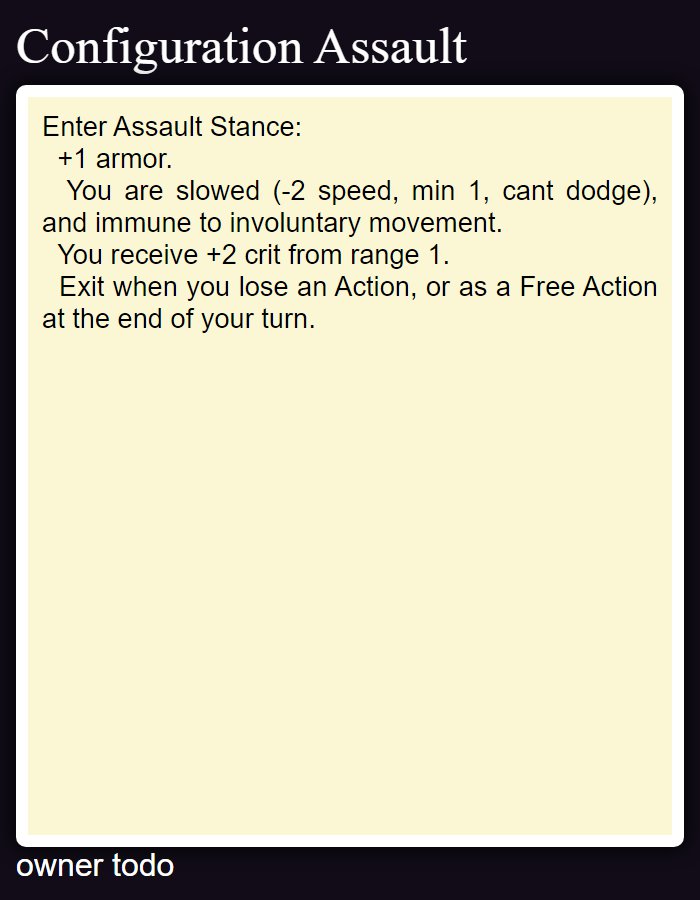 Configuration Assault
Enter Assault Stance:
+1 armor.
You are slowed (-2 speed, min 1, cant dodge),
and immune to involuntary movement.
You receive +2 crit from range 1.
Exit when you lose an Action, or as a Free Action
at the end of your turn.
owner todo